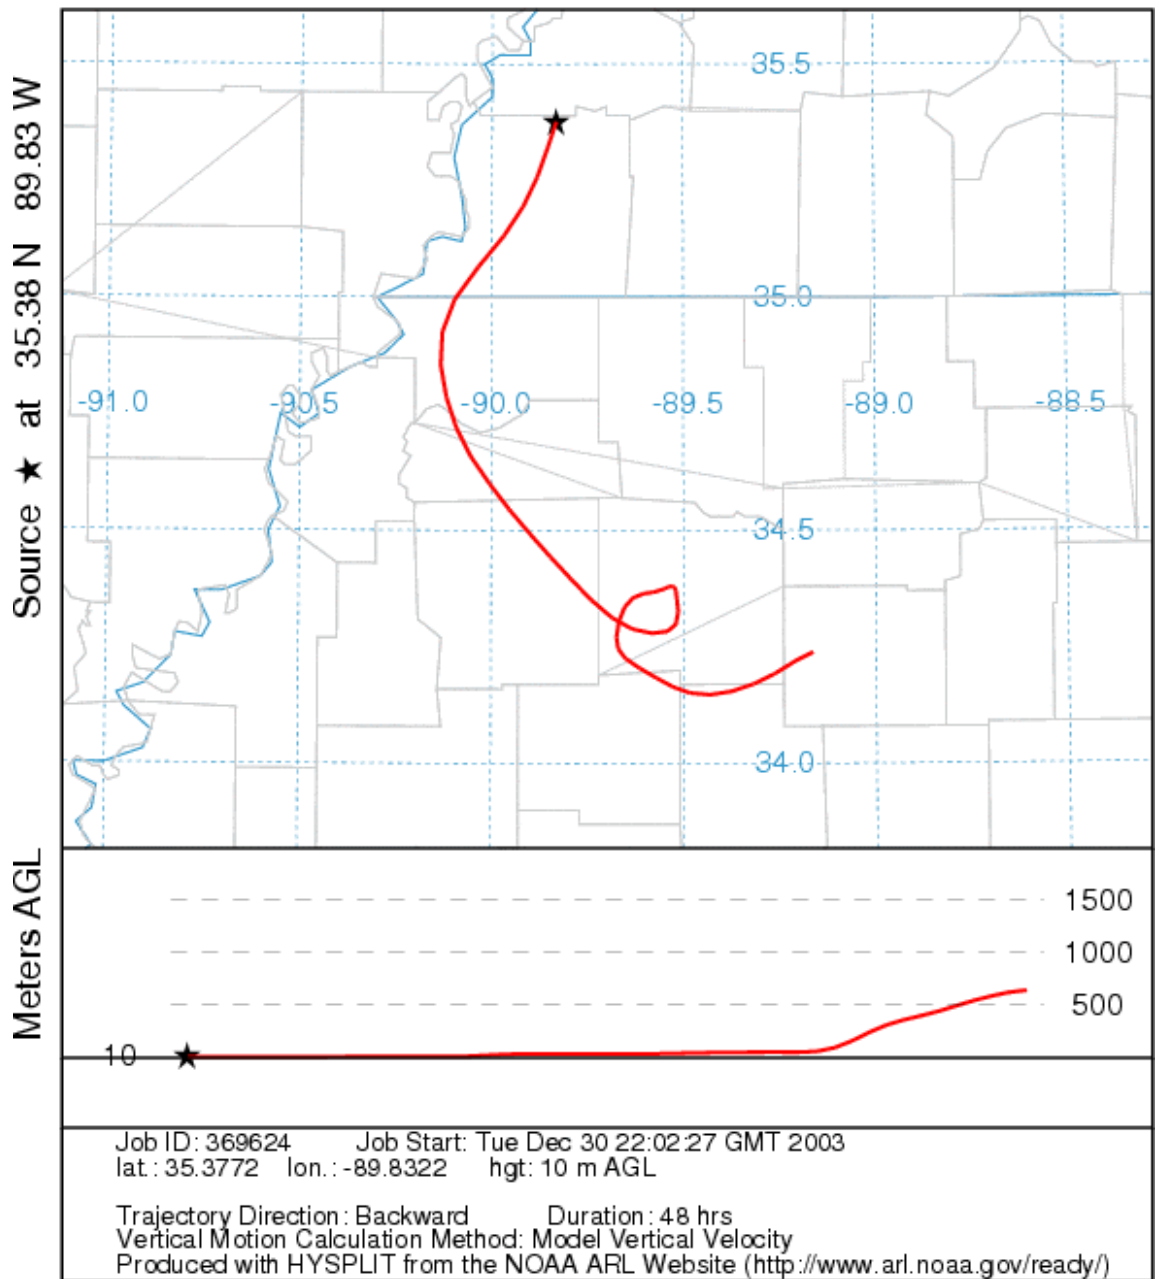 Source ★ at 35.38 N 89.83 W
35.5
35.0
-91.0 -90.5 -90.0 -89.5 -89.0 -88.5
34.5
34.0
Meters AGL
1500
1000
500
10
Job ID: 369624 Job Start: Tue Dec 30 22:02:27 GMT 2003
lat.: 35.3772 lon.: -89.8322 hgt: 10 m AGL
Trajectory Direction: Backward Duration: 48 hrs
Vertical Motion Calculation Method: Model Vertical Velocity
Produced with HYSPLIT from the NOAA ARL Website (http://www.arl.noaa.gov/ready/)